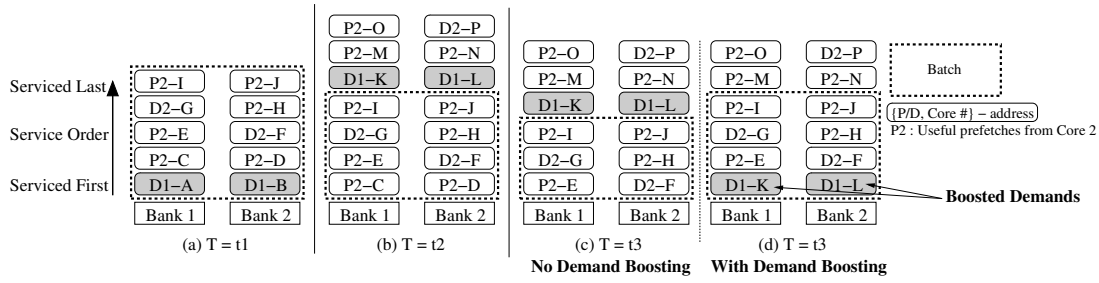 P2–O D2–P P2–O D2–P
P2–M P2–N P2–O D2–P P2–M P2–N
Serviced Last P2–I P2–J D1–K D1–L P2–M P2–N D1–K D1–L Batch
D2–G P2–H P2–I P2–J D1–K D1–L P2–I P2–J {P/D, Core #} – address
Service Order P2–E D2–F D2–G P2–H P2–I P2–J D2–G P2–H P2 : Useful prefetches from Core 2
P2–C P2–D P2–E D2–F D2–G P2–H P2–E D2–F
Serviced First D1–A D1–B P2–C P2–D P2–E D2–F D1–K D1–L Boosted Demands
Bank 1 Bank 2 Bank 1 Bank 2 Bank 1 Bank 2 Bank 1 Bank 2
(a) T = t1 (b) T = t2 (c) T = t3 (d) T = t3
No Demand Boosting With Demand Boosting